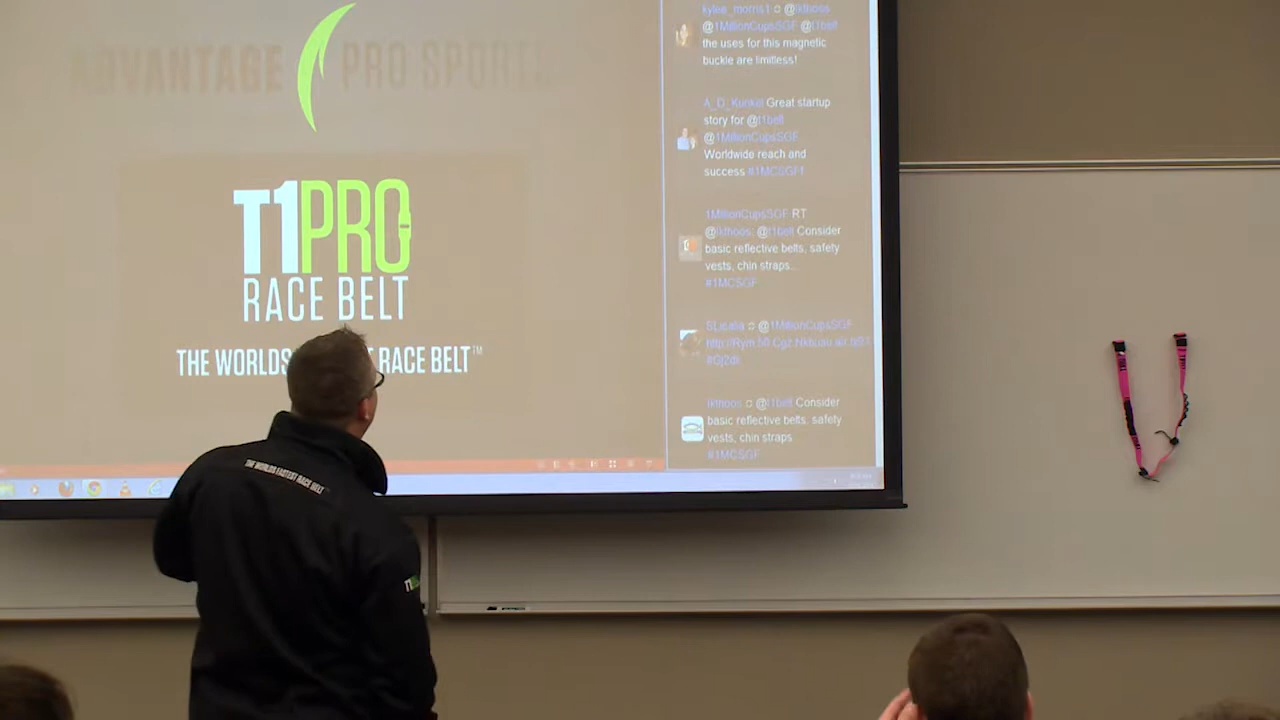 ADVANTAGE PRO SPORTS
T1PRO
RACE BELT
THE WORLDS RACE BELT™
kylee_morris1 @lkthoss
@1MillionCupsSGF @t1belt
the uses for this magnetic
buckle are limitless!
A_D_Kunkel Great startup
story for @t1belt
@1MillionCupsSGF
Worldwide reach and
success
1MillionCupsSGF RT
@lkthoss: @t1belt Consider
basic reflective belts, safety
vests, chin straps...
#1MCSGF
@1MillionCupsSGF
lkthoss @t1belt Consider
basic reflective belts, safety
vests, chin straps
#1MCSGF
THE WORLDS FASTEST RACE BELT